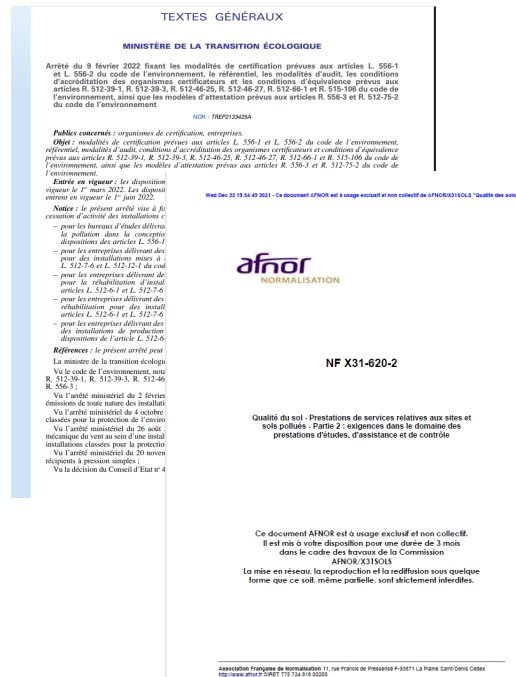 TEXTES GÉNÉRAUX
MINISTÈRE DE LA TRANSITION ÉCOLOGIQUE
Arrêté du 9 février 2022 fixant les modalités de certification prévues aux articles L. 556-1
et L. 556-2 du code de l'environnement, le référentiel, les modalités d'audit, les conditions
d'accréditation des organismes certificateurs et les conditions d'équivalence prévues aux
articles R. 512-39-1, R. 512-39-3, R. 512-46-25, R. 512-46-27, R. 512-66-1 et R. 515-106 du code de
l'environnement, ainsi que les modèles d'attestation prévus aux articles R. 556-3 et R. 512-75-2
du code de l'environnement
NOR : TREP2133425A
Publics concernés : organismes de certification, entreprises.
Objet : modalités de certification prévues aux articles L. 556-1 et L. 556-2 du code de l'environnement,
référentiel, modalités d'audit, conditions d'accréditation des organismes certificateurs et conditions d'équivalence
prévus aux articles R. 512-39-1, R. 512-39-3, R. 512-46-25, R. 512-46-27, R. 512-66-1 et R. 515-106 du code de
l'environnement, ainsi que les modèles d'attestation prévus aux articles R. 556-3 et R. 512-75-2 du code de
l'environnement.
Entrée en vigueur : les disposition
vigueur le 1er mars 2022. Les disposit
entrent en vigueur le 1er juin 2022.
Notice : le présent arrêté vise à fi
cessation d'activité des installations c
– pour les bureaux d'études délivra
la pollution dans la conceptio
dispositions des articles L. 556-1
– pour les entreprises délivrant des
pour des installations mises à
L. 512-7-6 et L. 512-12-1 du cod
– pour les entreprises délivrant de
pour la réhabilitation d'instal
articles L. 512-6-1 et L. 512-7-6
– pour les entreprises délivrant des
réhabilitation pour des install
articles L. 512-6-1 et L. 512-7-6
– pour les entreprises délivrant des
des installations de production
dispositions de l'article L. 512-6-
Références : le présent arrêté peut
La ministre de la transition écologie
Vu le code de l'environnement, nota
R. 512-39-1, R. 512-39-3, R. 512-46
R. 556-3 ;
Vu l'arrêté ministériel du 2 février
émissions de toute nature des installati
Vu l'arrêté ministériel du 4 octobre
classées pour la protection de l'enviro
Vu l'arrêté ministériel du 26 août
mécanique du vent au sein d'une instal
installations classées pour la protectio
Vu l'arrêté ministériel du 20 noven
récipients à pression simples ;
Vu la décision du Conseil d'Etat n° 4
Wed Dec 22 19:54:45 2021 - Ce document AFNOR est à usage exclusif et non collectif de AFNOR/X31SOLS "Qualité des sols
afnor
NORMALISATION
NF X31-620-2
Qualité du sol - Prestations de services relatives aux sites et
sols pollués - Partie 2 : exigences dans le domaine des
prestations d'études, d'assistance et de contrôle
Ce document AFNOR est à usage exclusif et non collectif.
Il est mis à votre disposition pour une durée de 3 mois
dans le cadre des travaux de la Commission
AFNOR/X31SOLS
La mise en réseau, la reproduction et la rediffusion sous quelque
forme que ce soit, même partielle, sont strictement interdites.
Association Française de Normalisation 11, rue Francis de Pressensé F-93571 La Plaine Saint-Denis Cedex
http://www.afnor.fr SIRET 775 724 818 00205